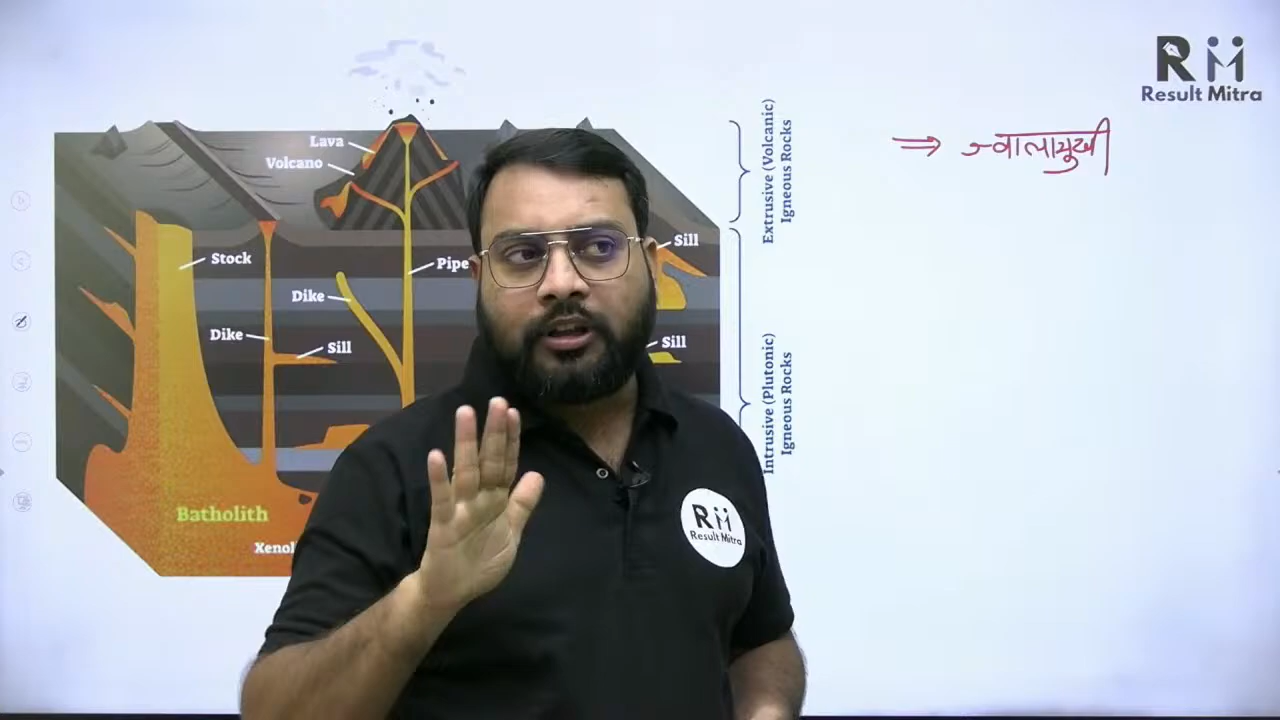 RM
Result Mitra
⇒ ज्वालामुखी
Lava
Volcano
Extrusive (Volcanic)
Igneous Rocks
Stock
Pipe
Sill
Dike
Dike
Sill
Sill
Intrusive (Plutonic)
Igneous Rocks
Batholith
RM
Result Mitra